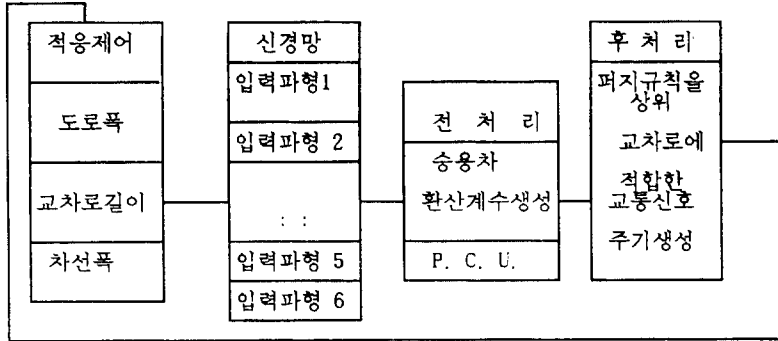 적응제어
도로폭
교차로길이
차선폭
신경망
입력파형1
입력파형 2
: :
입력파형 5
입력파형 6
전 처 리
승용차
환산계수생성
P. C. U.
후 처 리
퍼지규칙을
상위
교차로에
적합한
교통신호
주기생성